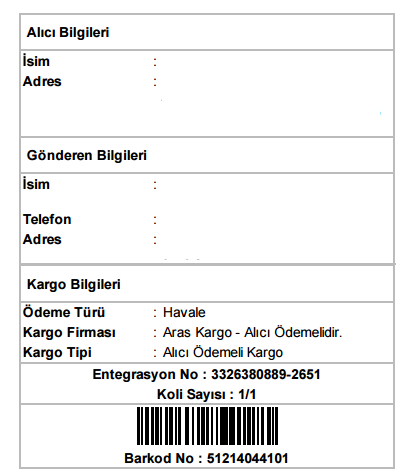 Alıcı Bilgileri
İsim :
Adres :
Gönderen Bilgileri
İsim :
Telefon :
Adres :
Kargo Bilgileri
Ödeme Türü : Havale
Kargo Firması : Aras Kargo - Alıcı Ödemelidir.
Kargo Tipi : Alıcı Ödemeli Kargo
Entegrasyon No : 3326380889-2651
Koli Sayısı : 1/1
Barkod No : 51214044101